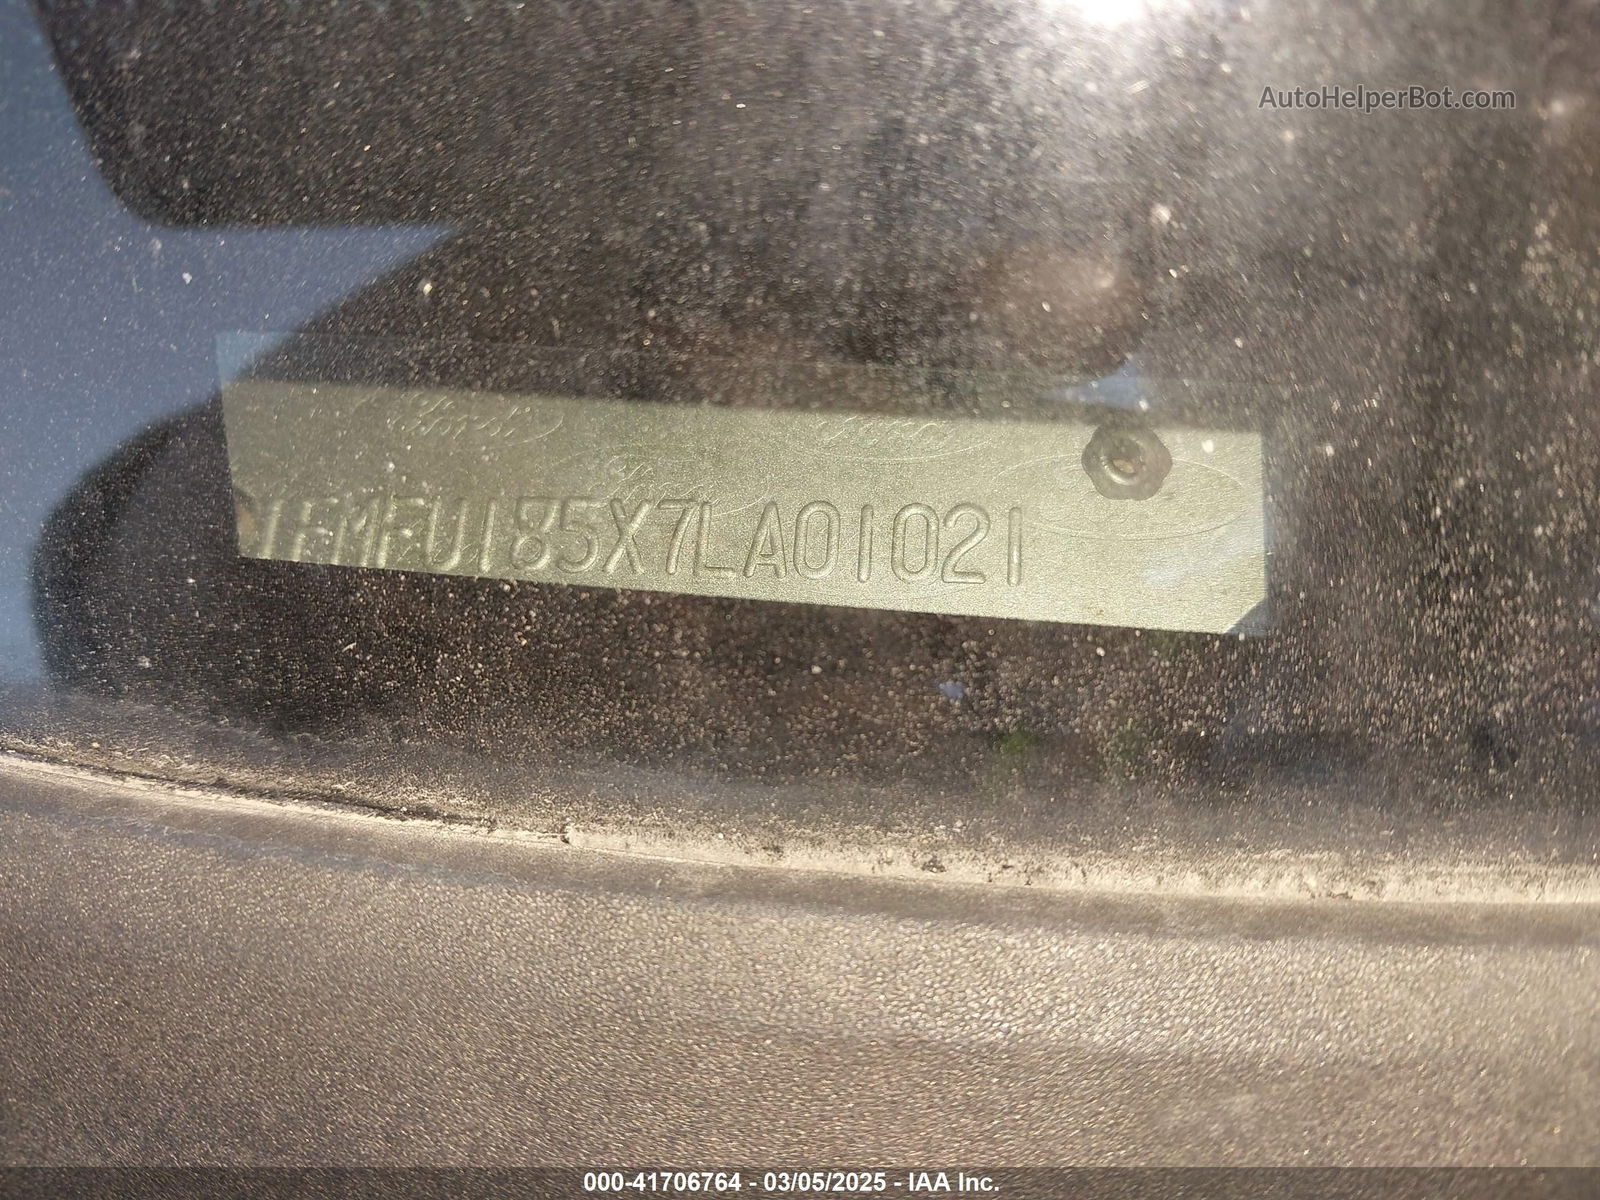 AutoHelperBot.com
1FMFU185X7LA01021
000-41706764 - 03/05/2025 - IAA Inc.